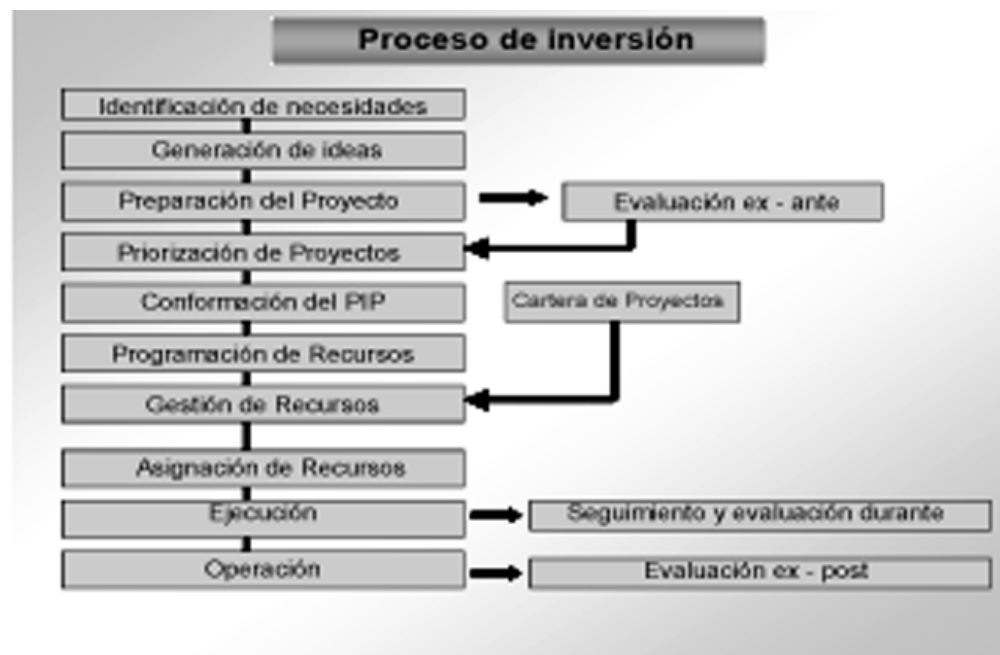 Proceso de inversión
Identificación de necesidades
Generación de ideas
Preparación del Proyecto
Evaluación ex - ante
Priorización de Proyectos
Conformación del PIP
Cartera de Proyectos
Programación de Recursos
Gestión de Recursos
Asignación de Recursos
Ejecución
Seguimiento y evaluación durante
Operación
Evaluación ex - post